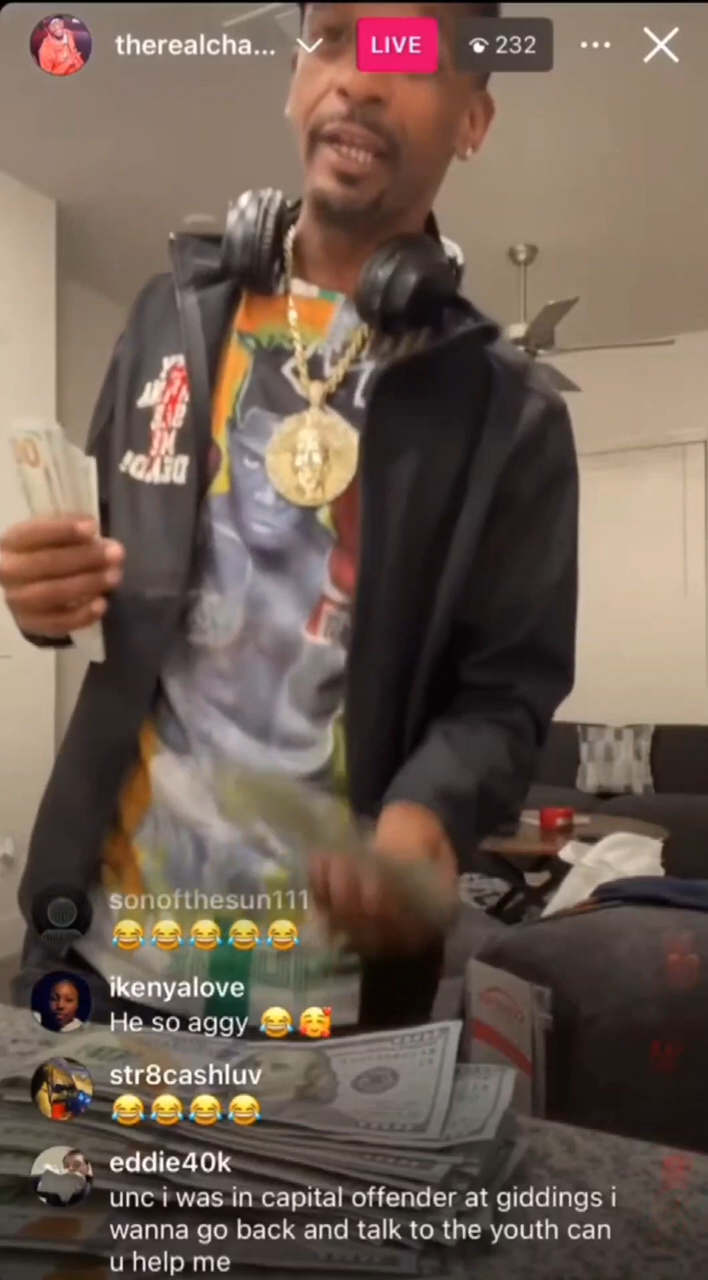 therealcha...
LIVE
232
sonofthesun111
😂😂😂😂😂
ikenyalove
He so aggy 😂🥰
str8cashluv
😂😂😂😂
eddie40k
unc i was in capital offender at giddings i
wanna go back and talk to the youth can
u help me